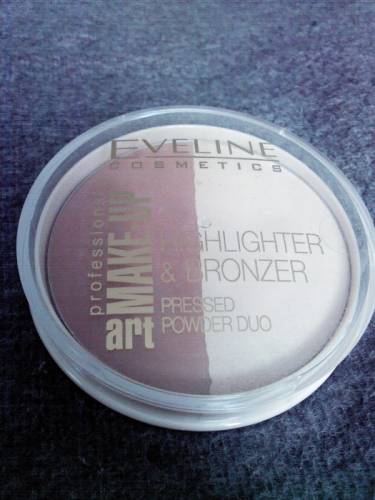 EVELINE
COSMETICS
professional
art MAKE-UP
HIGHLIGHTER
& BRONZER
PRESSED
POWDER DUO